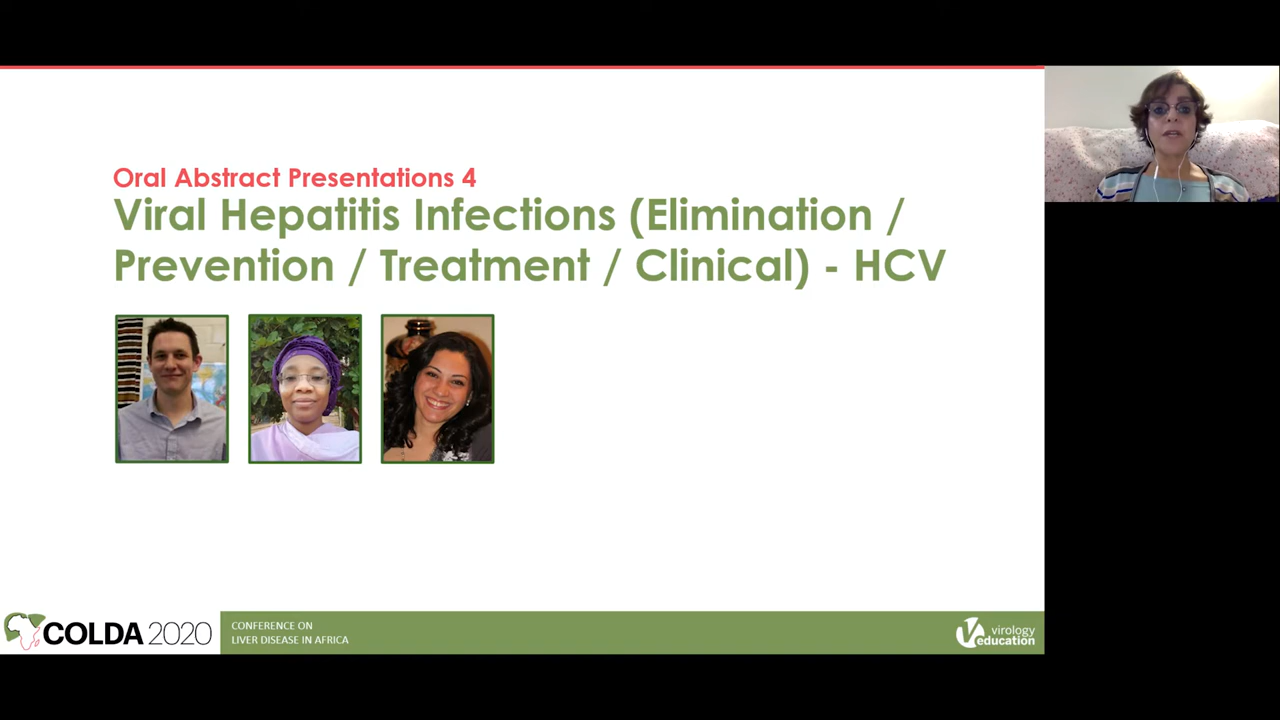 Oral Abstract Presentations 4
Viral Hepatitis Infections (Elimination /
Prevention / Treatment / Clinical) - HCV
COLDA 2020
CONFERENCE ON
LIVER DISEASE IN AFRICA
virology
education